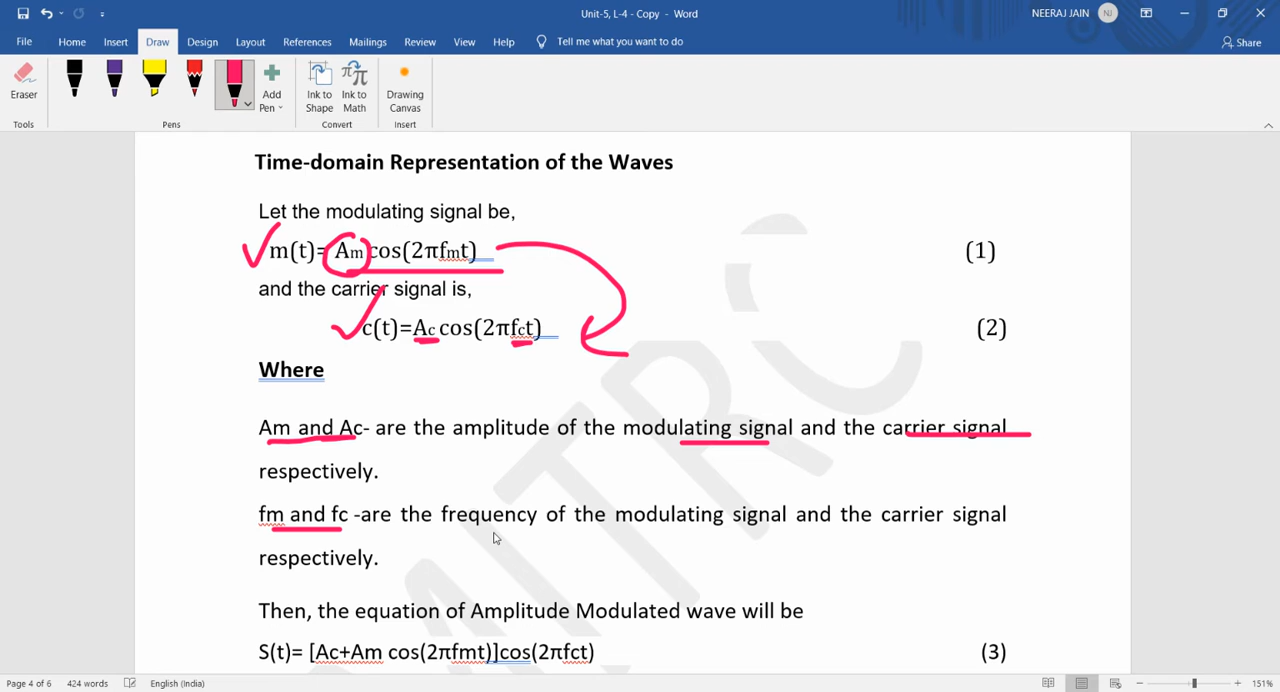 Unit-5, L-4 - Copy - Word
NEERAJ JAIN NJ
File Home Insert Draw Design Layout References Mailings Review View Help Tell me what you want to do Share
Eraser
Add Pen
Ink to Shape
Ink to Math
Drawing Canvas
Tools Pens Convert Insert
Time-domain Representation of the Waves
Let the modulating signal be,
m(t)= Am cos(2πfmt) (1)
and the carrier signal is,
c(t)=Ac cos(2πfct) (2)
Where
Am and Ac- are the amplitude of the modulating signal and the carrier signal
respectively.
fm and fc -are the frequency of the modulating signal and the carrier signal
respectively.
Then, the equation of Amplitude Modulated wave will be
S(t)= [Ac+Am cos(2πfmt)]cos(2πfct) (3)
Page 4 of 6 424 words English (India) 151%